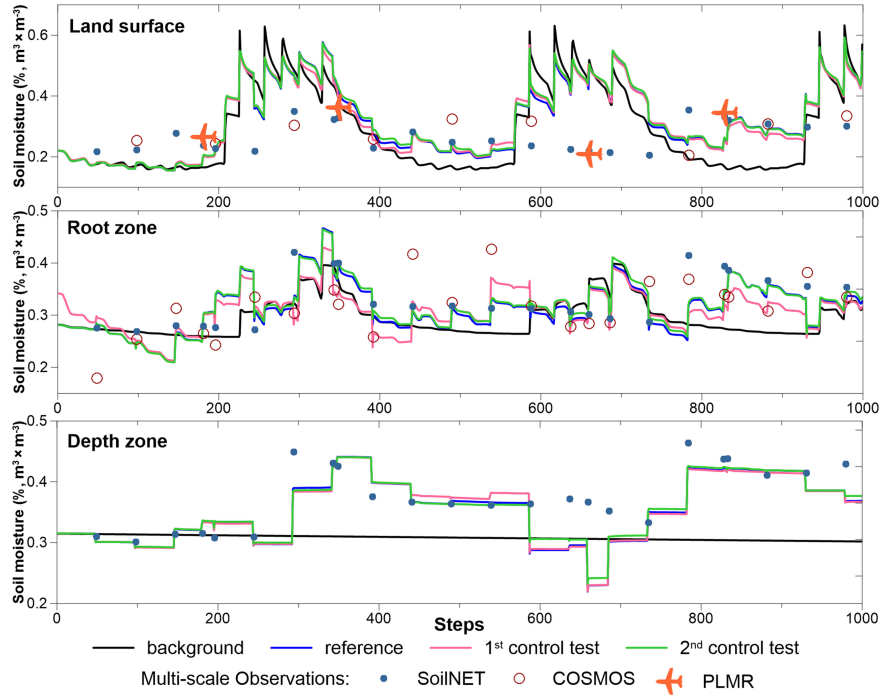 Land surface
Soil moisture (%, m³ × m⁻³)
0.6
0.4
0.2
0 200 400 600 800 1000
Root zone
Soil moisture (%, m³ × m⁻³)
0.5
0.4
0.3
0.2
0 200 400 600 800 1000
Depth zone
Soil moisture (%, m³ × m⁻³)
0.5
0.4
0.3
0.2
0 200 400 600 800 1000
Steps
background reference 1st control test 2nd control test
Multi-scale Observations: SoilNET COSMOS PLMR